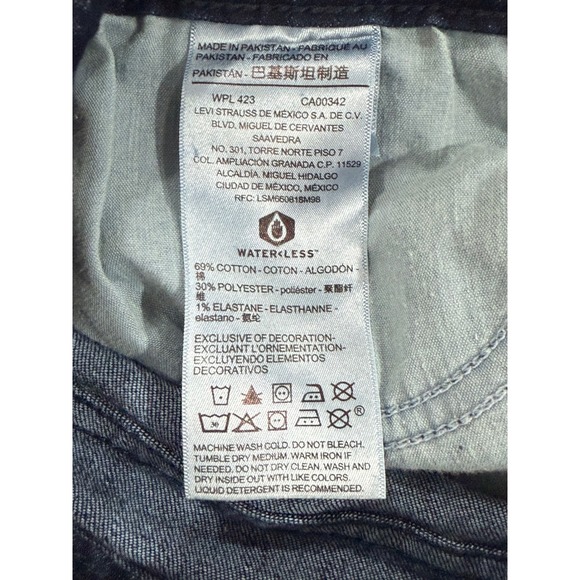 MADE IN PAKISTAN - FABRIQUÉ AU
PAKISTAN - FABRICADO EN
PAKISTÁN - 巴基斯坦制造
WPL 423 CA00342
LEVI STRAUSS DE MÉXICO S.A. DE C.V.
BLVD. MIGUEL DE CERVANTES
SAAVEDRA
NO. 301, TORRE NORTE PISO 7
COL. AMPLIACIÓN GRANADA C.P. 11529
ALCALDÍA. MIGUEL HIDALGO
CIUDAD DE MÉXICO, MÉXICO
RFC: LSM660818M98
WATER<LESS™
69% COTTON - COTON - ALGODÓN -
棉
30% POLYESTER - poliéster - 聚酯纤
维
1% ELASTANE - ELASTHANNE -
elastano - 氨纶
EXCLUSIVE OF DECORATION-
EXCLUANT L'ORNEMENTATION-
EXCLUYENDO ELEMENTOS
DECORATIVOS
30 ®
MACHINE WASH COLD. DO NOT BLEACH.
TUMBLE DRY MEDIUM. WARM IRON IF
NEEDED. DO NOT DRY CLEAN. WASH AND
DRY INSIDE OUT WITH LIKE COLORS.
LIQUID DETERGENT IS RECOMMENDED.